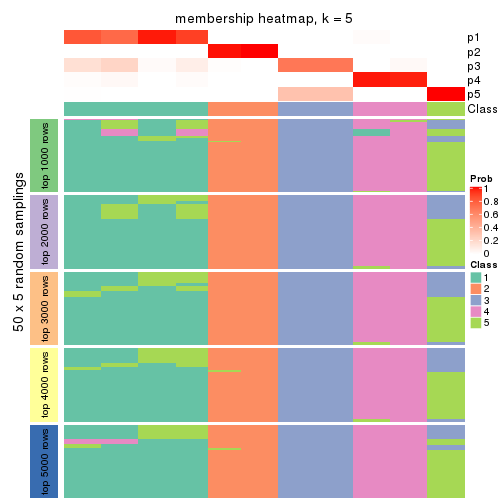 membership heatmap, k = 5
p1
p2
p3
p4
p5
Class
50 x 5 random samplings
top 1000 rows
top 2000 rows
top 3000 rows
top 4000 rows
top 5000 rows
Prob
1
0.8
0.6
0.4
0.2
0
Class
1
2
3
4
5